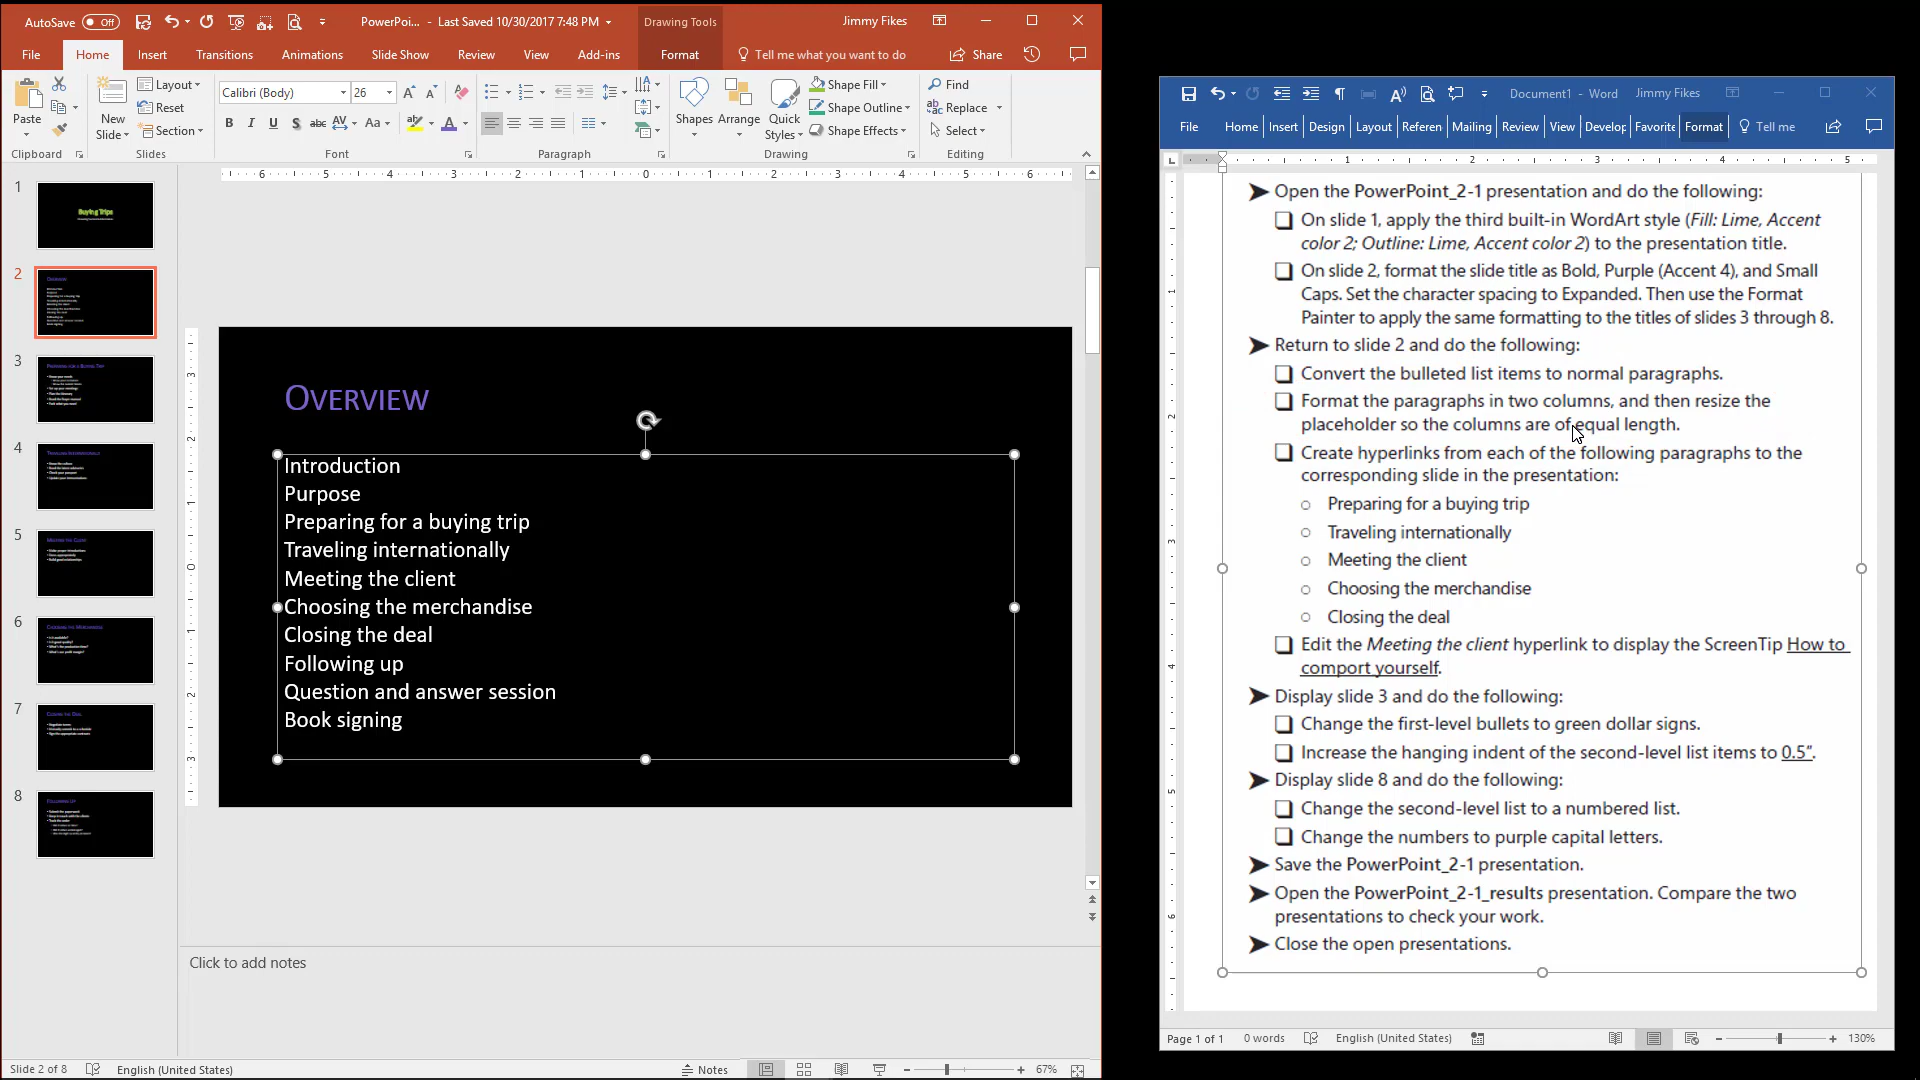 AutoSave Off
PowerPoi... - Last Saved 10/30/2017 7:48 PM
Drawing Tools
Jimmy Fikes
File Home Insert Transitions Animations Slide Show Review View Add-ins Format Tell me what you want to do Share
Paste
New Slide
Layout
Reset
Section
Calibri (Body) 26
Shapes
Arrange
Quick Styles
Shape Fill
Shape Outline
Shape Effects
Find
Replace
Select
Clipboard Slides Font Paragraph Drawing Editing
1
2
3
4
5
6
7
8
Buying Trips
Overview
Introduction
Purpose
Preparing for a buying trip
Traveling internationally
Meeting the client
Choosing the merchandise
Closing the deal
Following up
Question and answer session
Book signing
Click to add notes
Slide 2 of 8 English (United States) Notes 67%
Document1 - Word Jimmy Fikes
File Home Insert Design Layout Referen Mailing Review View Develop Favorite Format Tell me
➤ Open the PowerPoint_2-1 presentation and do the following:
❑ On slide 1, apply the third built-in WordArt style (Fill: Lime, Accent
color 2; Outline: Lime, Accent color 2) to the presentation title.
❑ On slide 2, format the slide title as Bold, Purple (Accent 4), and Small
Caps. Set the character spacing to Expanded. Then use the Format
Painter to apply the same formatting to the titles of slides 3 through 8.
➤ Return to slide 2 and do the following:
❑ Convert the bulleted list items to normal paragraphs.
❑ Format the paragraphs in two columns, and then resize the
placeholder so the columns are of equal length.
❑ Create hyperlinks from each of the following paragraphs to the
corresponding slide in the presentation:
○ Preparing for a buying trip
○ Traveling internationally
○ Meeting the client
○ Choosing the merchandise
○ Closing the deal
❑ Edit the Meeting the client hyperlink to display the ScreenTip How to
comport yourself.
➤ Display slide 3 and do the following:
❑ Change the first-level bullets to green dollar signs.
❑ Increase the hanging indent of the second-level list items to 0.5".
➤ Display slide 8 and do the following:
❑ Change the second-level list to a numbered list.
❑ Change the numbers to purple capital letters.
➤ Save the PowerPoint_2-1 presentation.
➤ Open the PowerPoint_2-1_results presentation. Compare the two
presentations to check your work.
➤ Close the open presentations.
Page 1 of 1 0 words English (United States) 130%